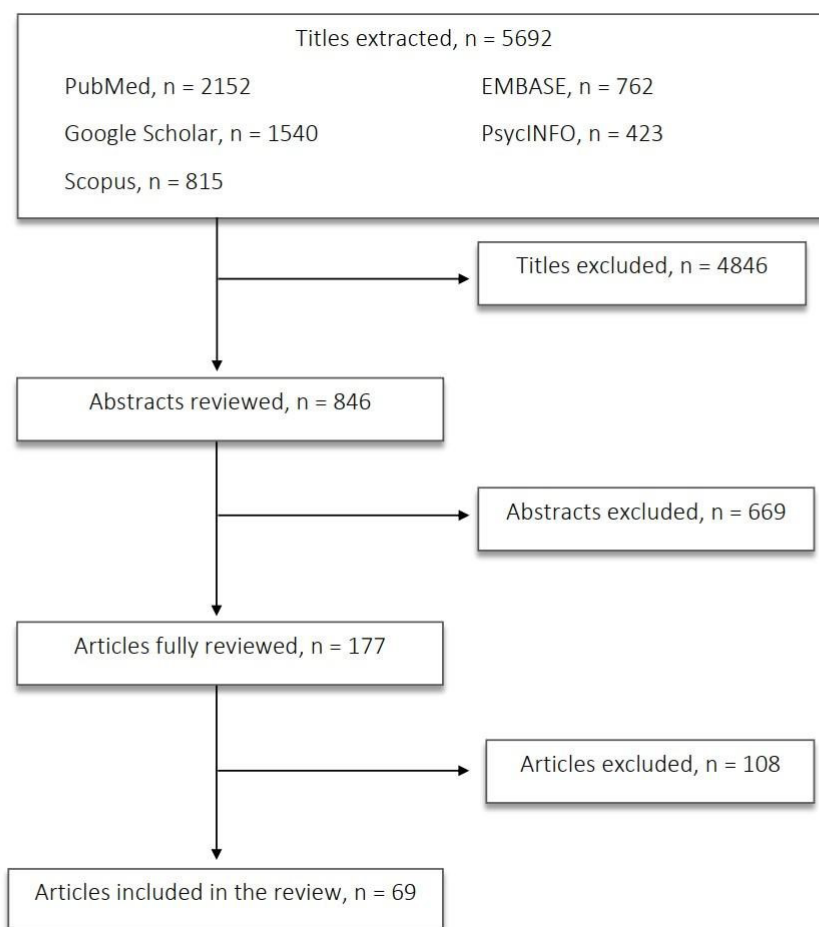 Titles extracted, n = 5692
PubMed, n = 2152
EMBASE, n = 762
Google Scholar, n = 1540
PsycINFO, n = 423
Scopus, n = 815
Titles excluded, n = 4846
Abstracts reviewed, n = 846
Abstracts excluded, n = 669
Articles fully reviewed, n = 177
Articles excluded, n = 108
Articles included in the review, n = 69